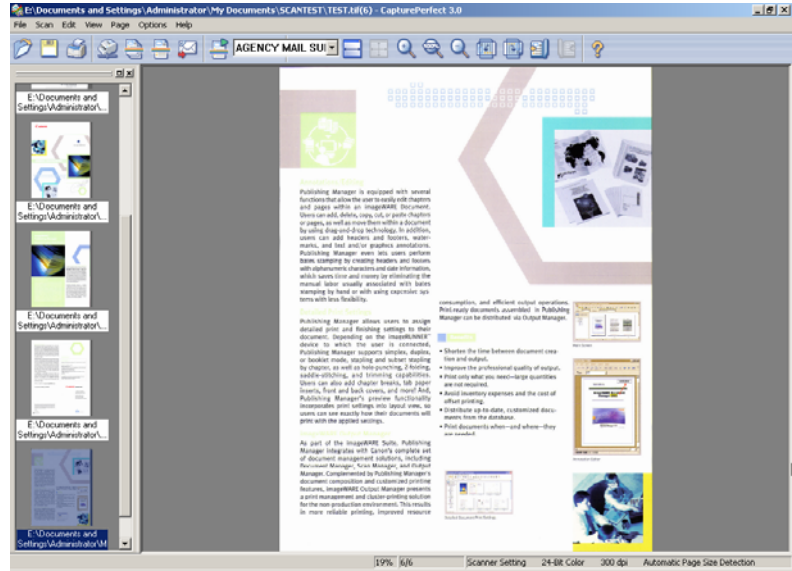 E:\Documents and Settings\Administrator\My Documents\SCANTEST\TEST.tif(6) - CapturePerfect 3.0
File Scan Edit View Page Options Help
AGENCY MAIL SUI
E:\Documents and
Settings\Administrator\...
E:\Documents and
Settings\Administrator\...
E:\Documents and
Settings\Administrator\...
E:\Documents and
Settings\Administrator\...
E:\Documents and
Settings\Administrator\M
Publishing Manager is equipped with several
functions that allow the user to easily edit chapters
and pages within an imageWARE Document.
Users can add, delete, copy, cut, or paste chapters
or pages, as well as move them within a document
by using drag-and-drop technology. In addition,
users can add headers and footers, water-
marks, and text and/or graphics annotations.
Publishing Manager even lets users perform
bates stamping by creating headers and footers
with alphanumeric characters and date information,
which saves time and money by eliminating the
manual labor usually associated with bates
stamping by hand or with using expensive sys-
tems with less flexibility.
Publishing Manager allows users to assign
detailed print and finishing settings to their
document. Depending on the imageRUNNER™
device to which the user is connected,
Publishing Manager supports simplex, duplex,
or booklet mode, stapling and subset stapling
by chapter, as well as hole-punching, Z-folding,
saddle-stitching, and trimming capabilities.
Users can also add chapter breaks, tab paper
inserts, front and back covers, and more! And,
Publishing Manager's preview functionality
incorporates print settings into layout view, so
users can see exactly how their documents will
print with the applied settings.
As part of the imageWARE Suite, Publishing
Manager integrates with Canon's complete set
of document management solutions, including
Document Manager, Scan Manager, and Output
Manager. Complemented by Publishing Manager's
document composition and customized printing
features, imageWARE Output Manager presents
a print management and cluster-printing solution
for the non-production environment. This results
in more reliable printing, improved resource
consumption, and efficient output operations.
Print-ready documents assembled in Publishing
Manager can be distributed via Output Manager.
• Shorten the time between document crea-
tion and output.
• Improve the professional quality of output.
• Print only what you need—large quantities
are not required.
• Avoid inventory expenses and the cost of
offset printing.
• Distribute up-to-date, customized docu-
ments from the database.
• Print documents when—and where—they
are needed.
19% 6/6 Scanner Setting 24-Bit Color 300 dpi Automatic Page Size Detection